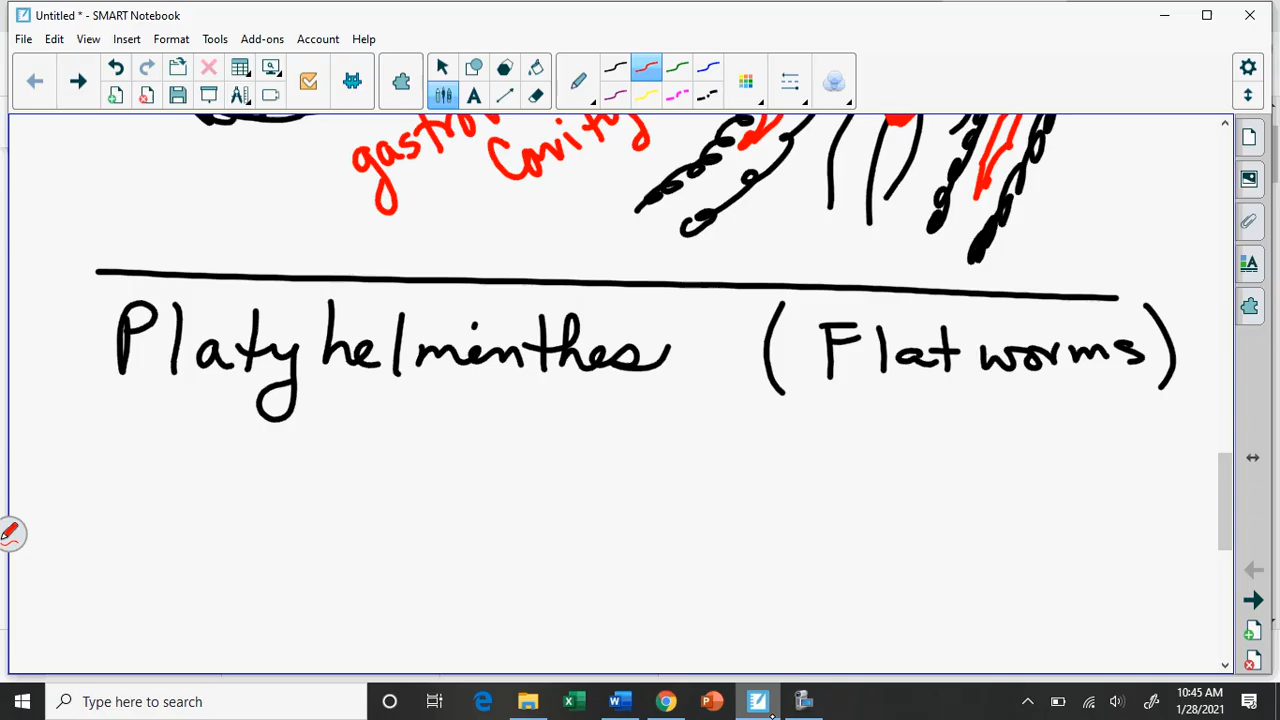 Untitled * - SMART Notebook
File Edit View Insert Format Tools Add-ons Account Help
Cavity
Platyhelminthes (Flatworms)
Type here to search
10:45 AM
1/28/2021